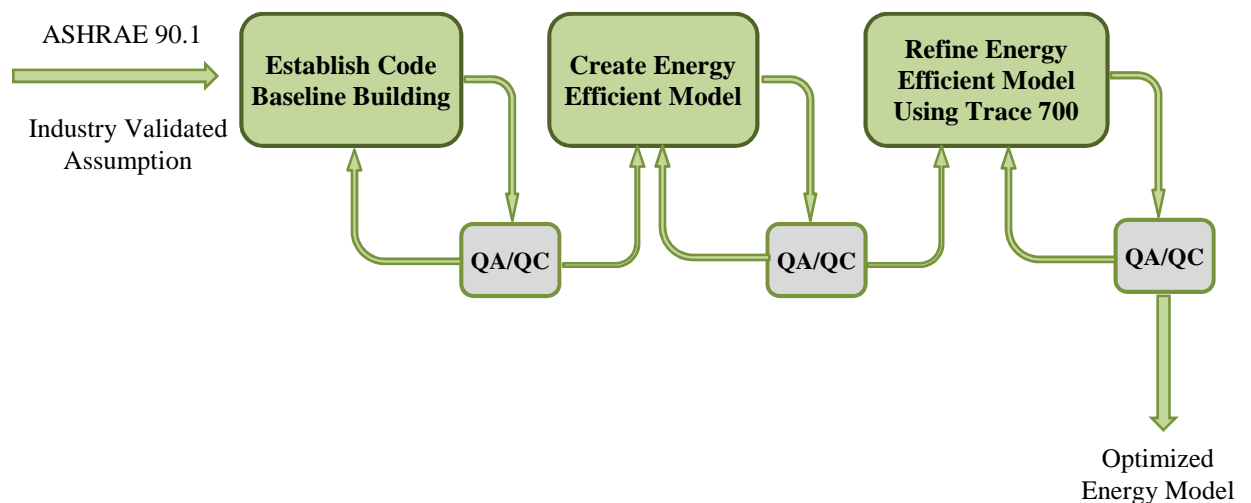 ASHRAE 90.1
Industry Validated
Assumption
Establish Code
Baseline Building
Create Energy
Efficient Model
Refine Energy
Efficient Model
Using Trace 700
QA/QC
QA/QC
QA/QC
Optimized
Energy Model